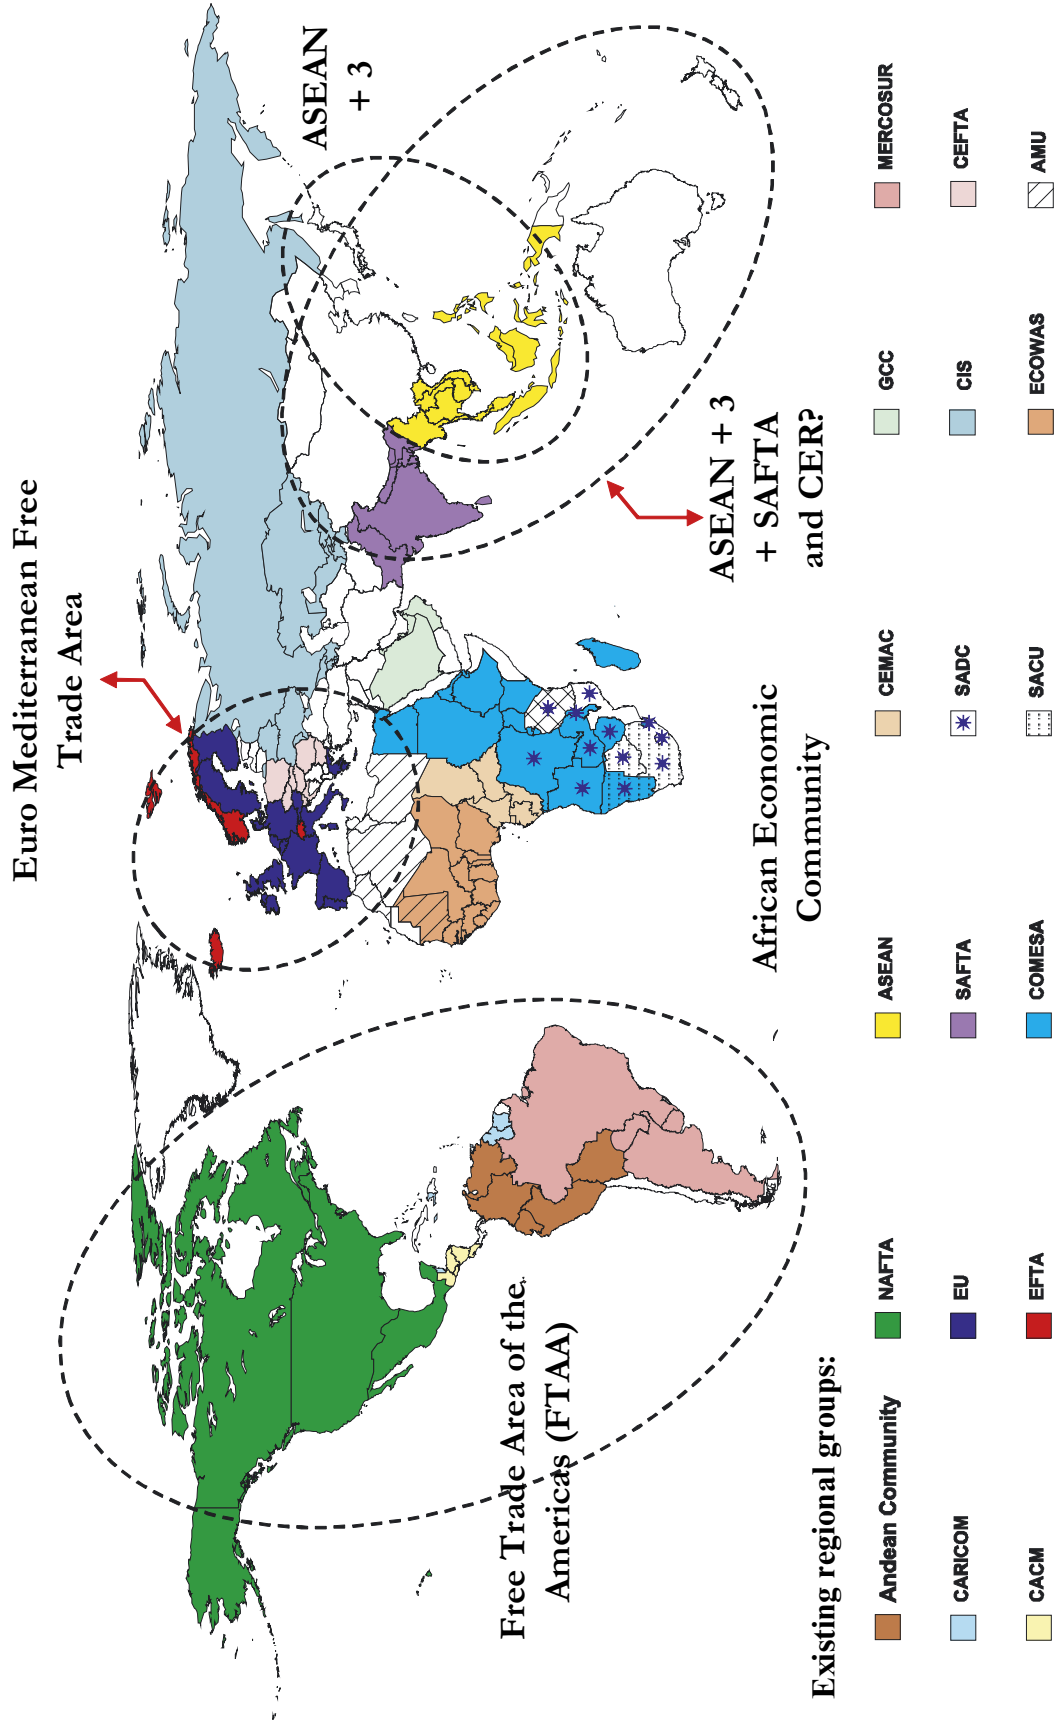 Euro Mediterranean Free
Trade Area
ASEAN
+ 3
ASEAN + 3
+ SAFTA
and CER?
African Economic
Community
Free Trade Area of the.
Americas (FTAA)
Existing regional groups:
Andean Community
NAFTA
ASEAN
CEMAC
GCC
MERCOSUR
CARICOM
EU
SAFTA
SADC
CIS
CEFTA
CACM
EFTA
COMESA
SACU
ECOWAS
AMU